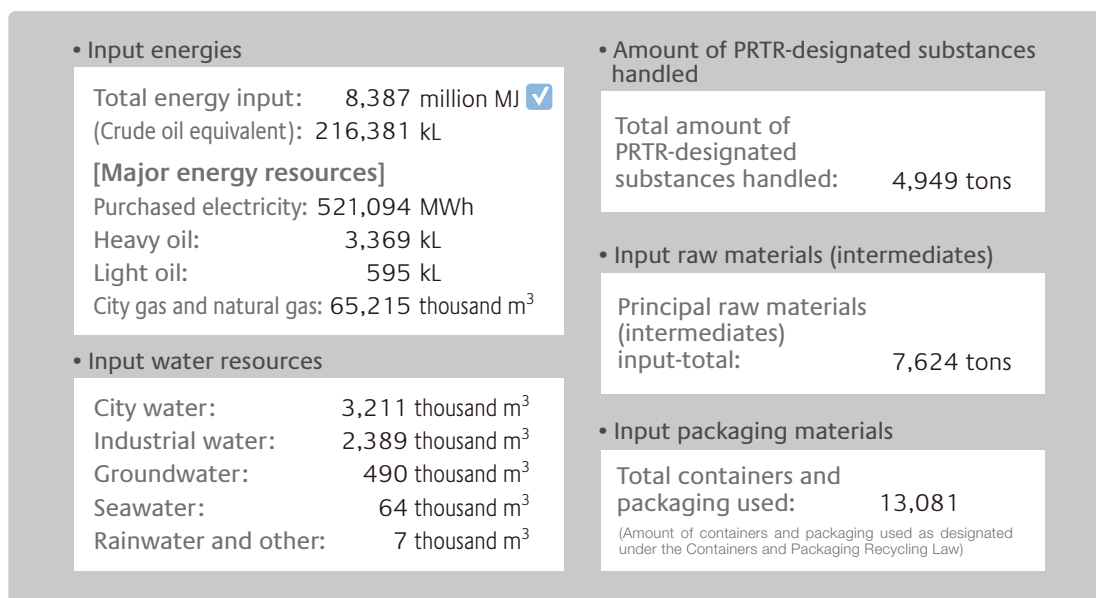 • Input energies
Total energy input: 8,387 million MJ
(Crude oil equivalent): 216,381 kL
[Major energy resources]
Purchased electricity: 521,094 MWh
Heavy oil: 3,369 kL
Light oil: 595 kL
City gas and natural gas: 65,215 thousand m³
• Input water resources
City water: 3,211 thousand m³
Industrial water: 2,389 thousand m³
Groundwater: 490 thousand m³
Seawater: 64 thousand m³
Rainwater and other: 7 thousand m³
• Amount of PRTR-designated substances
handled
Total amount of
PRTR-designated
substances handled: 4,949 tons
• Input raw materials (intermediates)
Principal raw materials
(intermediates)
input-total: 7,624 tons
• Input packaging materials
Total containers and
packaging used: 13,081
(Amount of containers and packaging used as designated
under the Containers and Packaging Recycling Law)